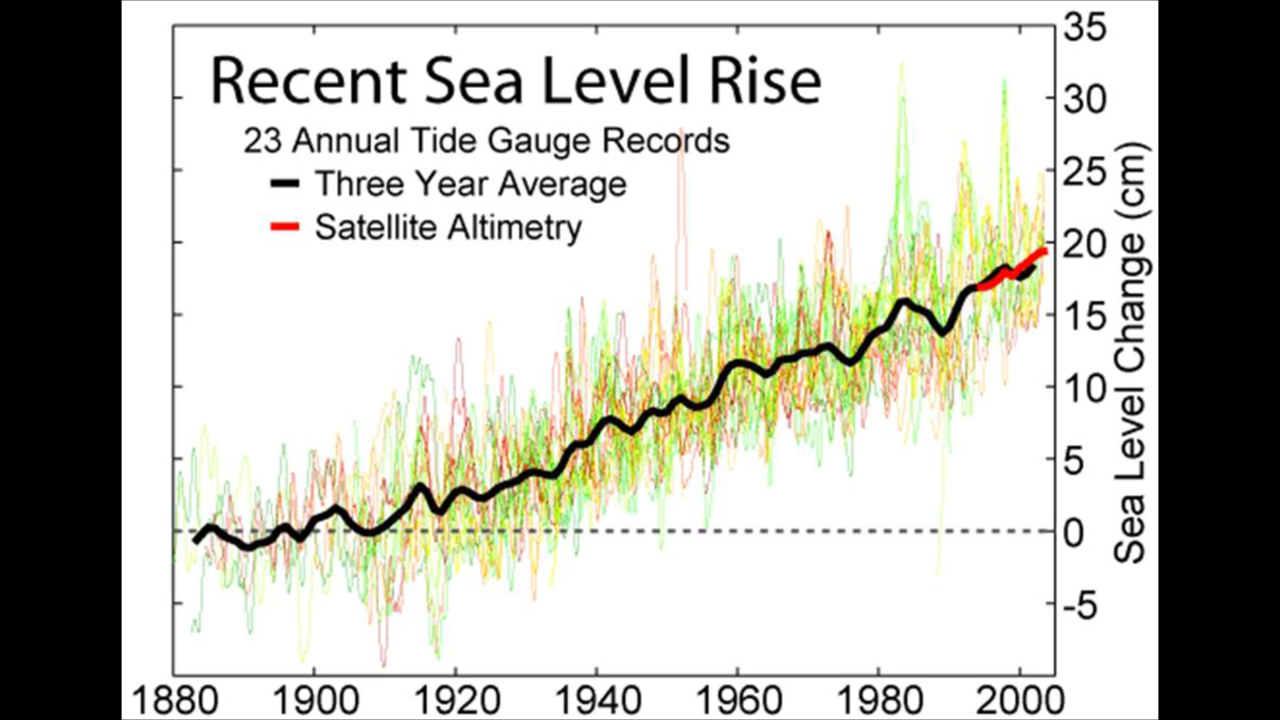 Recent Sea Level Rise
23 Annual Tide Gauge Records
Three Year Average
Satellite Altimetry
35
30
25
20
15
10
5
0
-5
Sea Level Change (cm)
1880 1900 1920 1940 1960 1980 2000